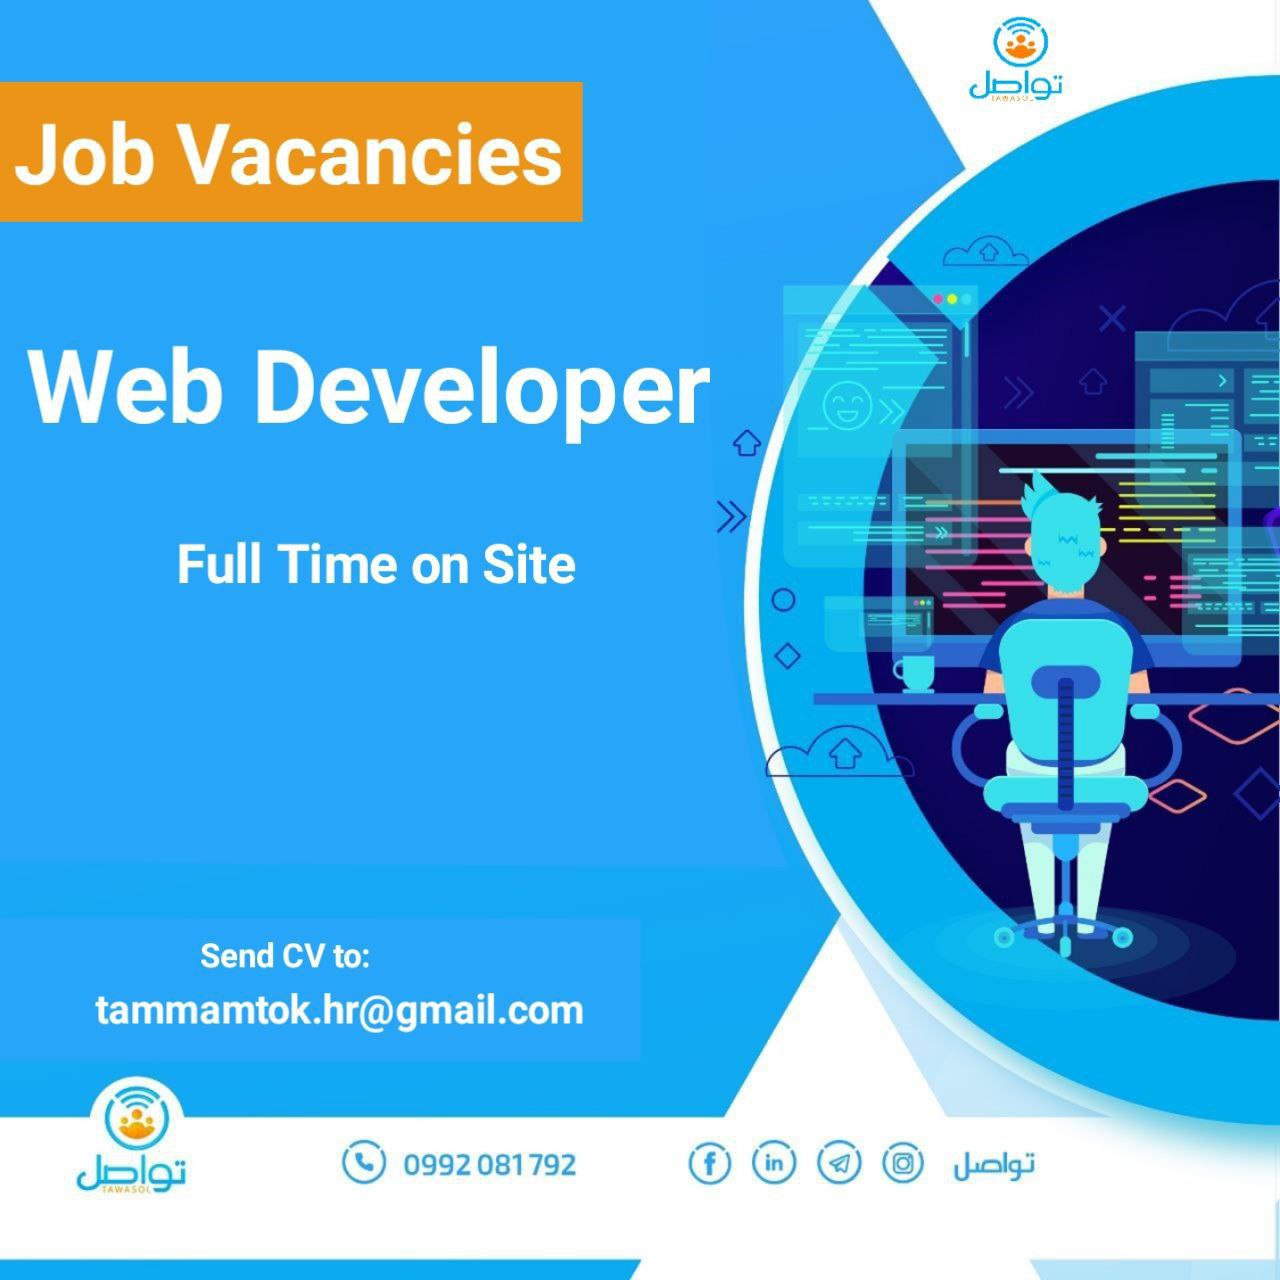 تواصل
TAWASOL
Job Vacancies
Web Developer
Full Time on Site
Send CV to:
tammamtok.hr@gmail.com
تواصل
TAWASOL
0992 081 792
تواصل